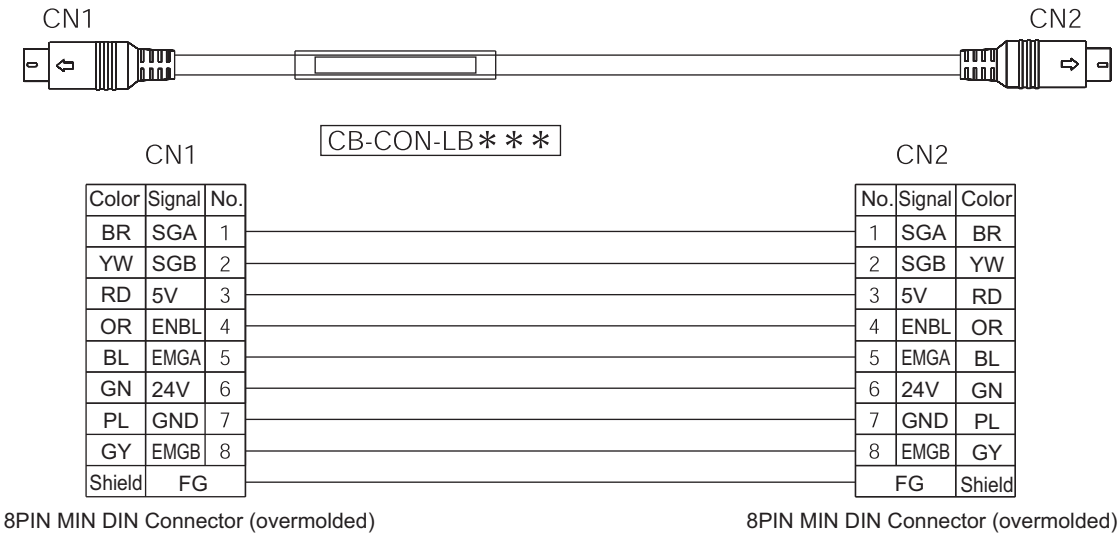 CN1 CN2
CB-CON-LB***
CN1 CN2
Color Signal No. No. Signal Color
BR SGA 1 1 SGA BR
YW SGB 2 2 SGB YW
RD 5V 3 3 5V RD
OR ENBL 4 4 ENBL OR
BL EMGA 5 5 EMGA BL
GN 24V 6 6 24V GN
PL GND 7 7 GND PL
GY EMGB 8 8 EMGB GY
Shield FG FG Shield
8PIN MIN DIN Connector (overmolded) 8PIN MIN DIN Connector (overmolded)